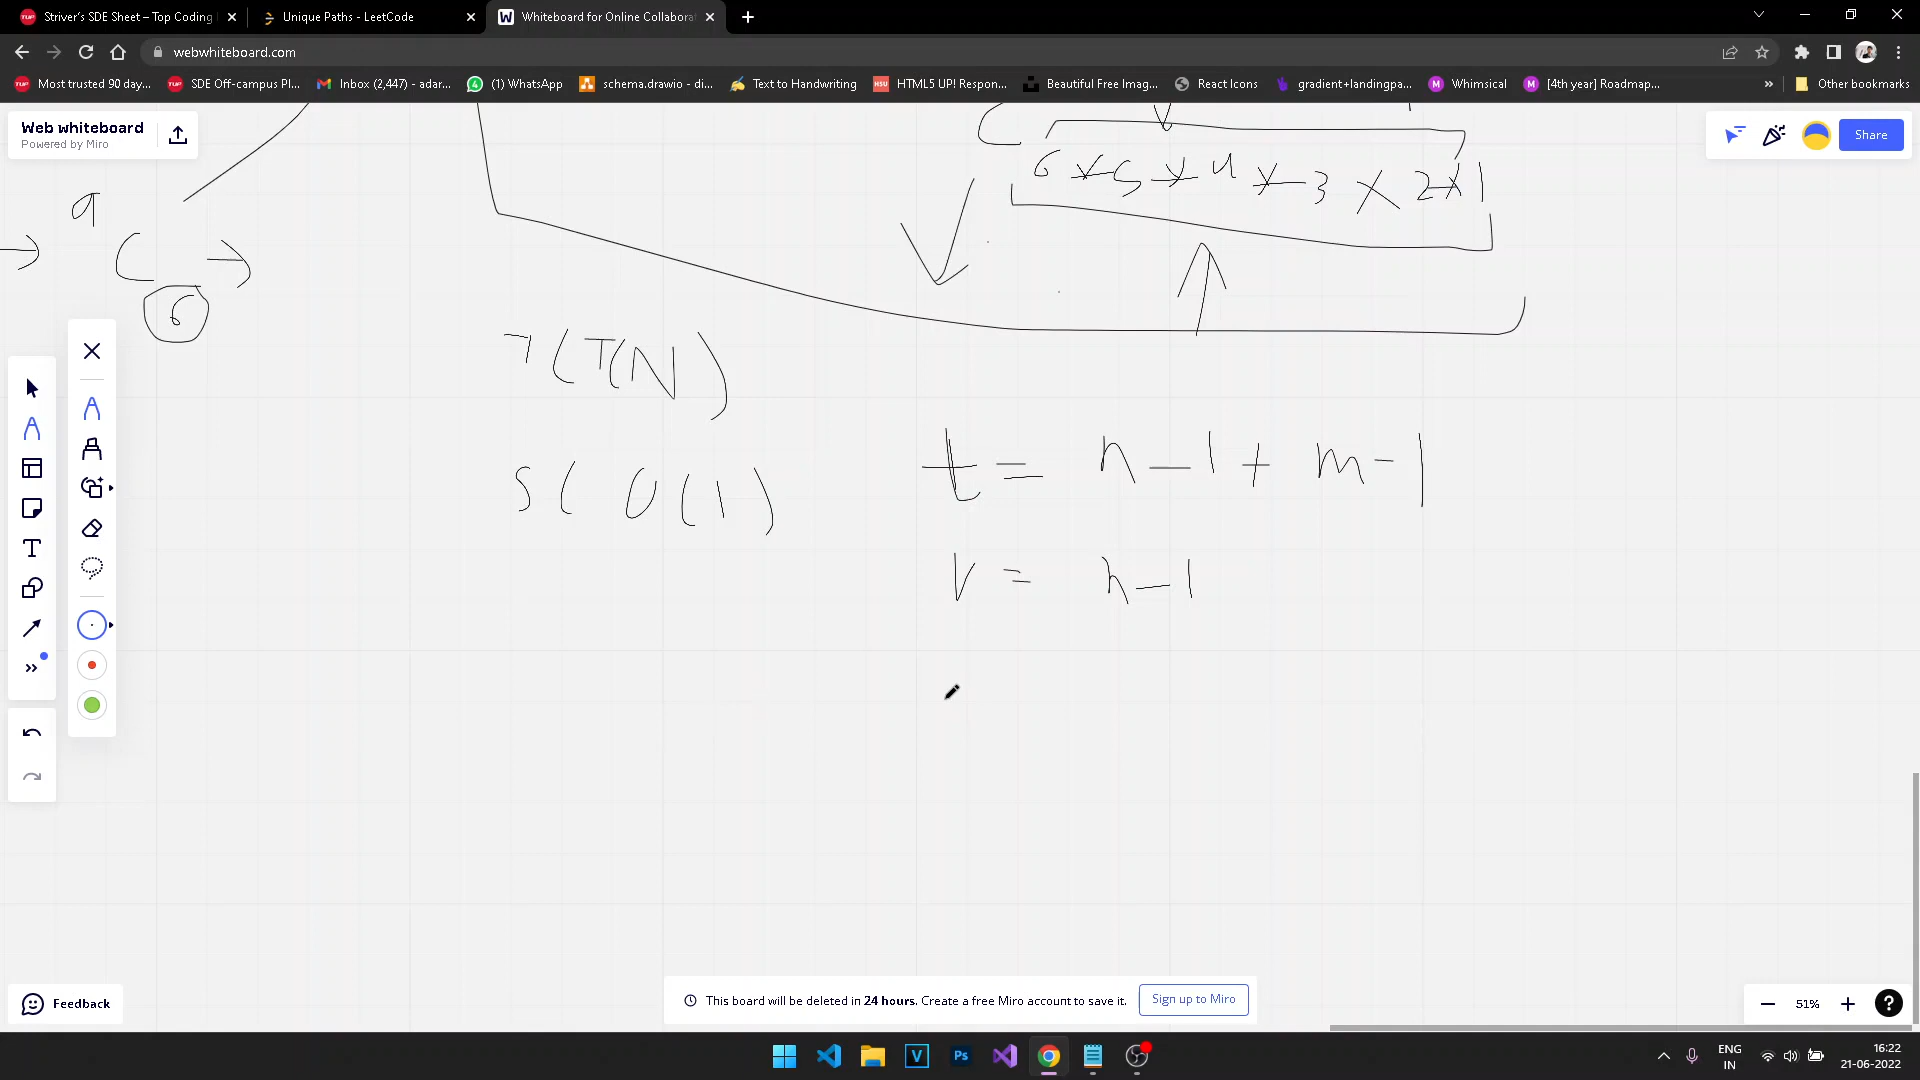 Striver's SDE Sheet – Top Coding
Unique Paths - LeetCode
Whiteboard for Online Collabora
webwhiteboard.com
Most trusted 90 day...
SDE Off-campus Pl...
Inbox (2,447) - adar...
(1) WhatsApp
schema.drawio - di...
Text to Handwriting
HTML5 UP! Respon...
Beautiful Free Imag...
React Icons
gradient+landingpa...
Whimsical
[4th year] Roadmap...
Other bookmarks
Web whiteboard
Powered by Miro
Share
6 × 5 × 4 × 3 × 2 × 1
9
C
6
T(N)
S( O(1)
t = n-1 + m-1
r = n-1
This board will be deleted in 24 hours. Create a free Miro account to save it.
Sign up to Miro
Feedback
51%
ENG
IN
16:22
21-06-2022